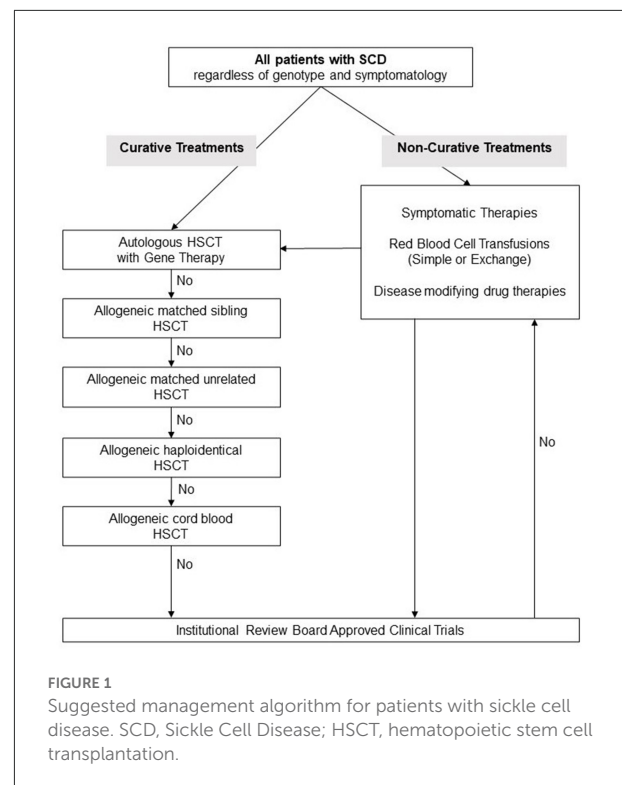 All patients with SCD
regardless of genotype and symptomatology
Curative Treatments
Non-Curative Treatments
Autologous HSCT
with Gene Therapy
No
Allogeneic matched sibling
HSCT
No
Allogeneic matched unrelated
HSCT
No
Allogeneic haploidentical
HSCT
No
Allogeneic cord blood
HSCT
No
Symptomatic Therapies
Red Blood Cell Transfusions
(Simple or Exchange)
Disease modifying drug therapies
No
Institutional Review Board Approved Clinical Trials
FIGURE 1
Suggested management algorithm for patients with sickle cell
disease. SCD, Sickle Cell Disease; HSCT, hematopoietic stem cell
transplantation.